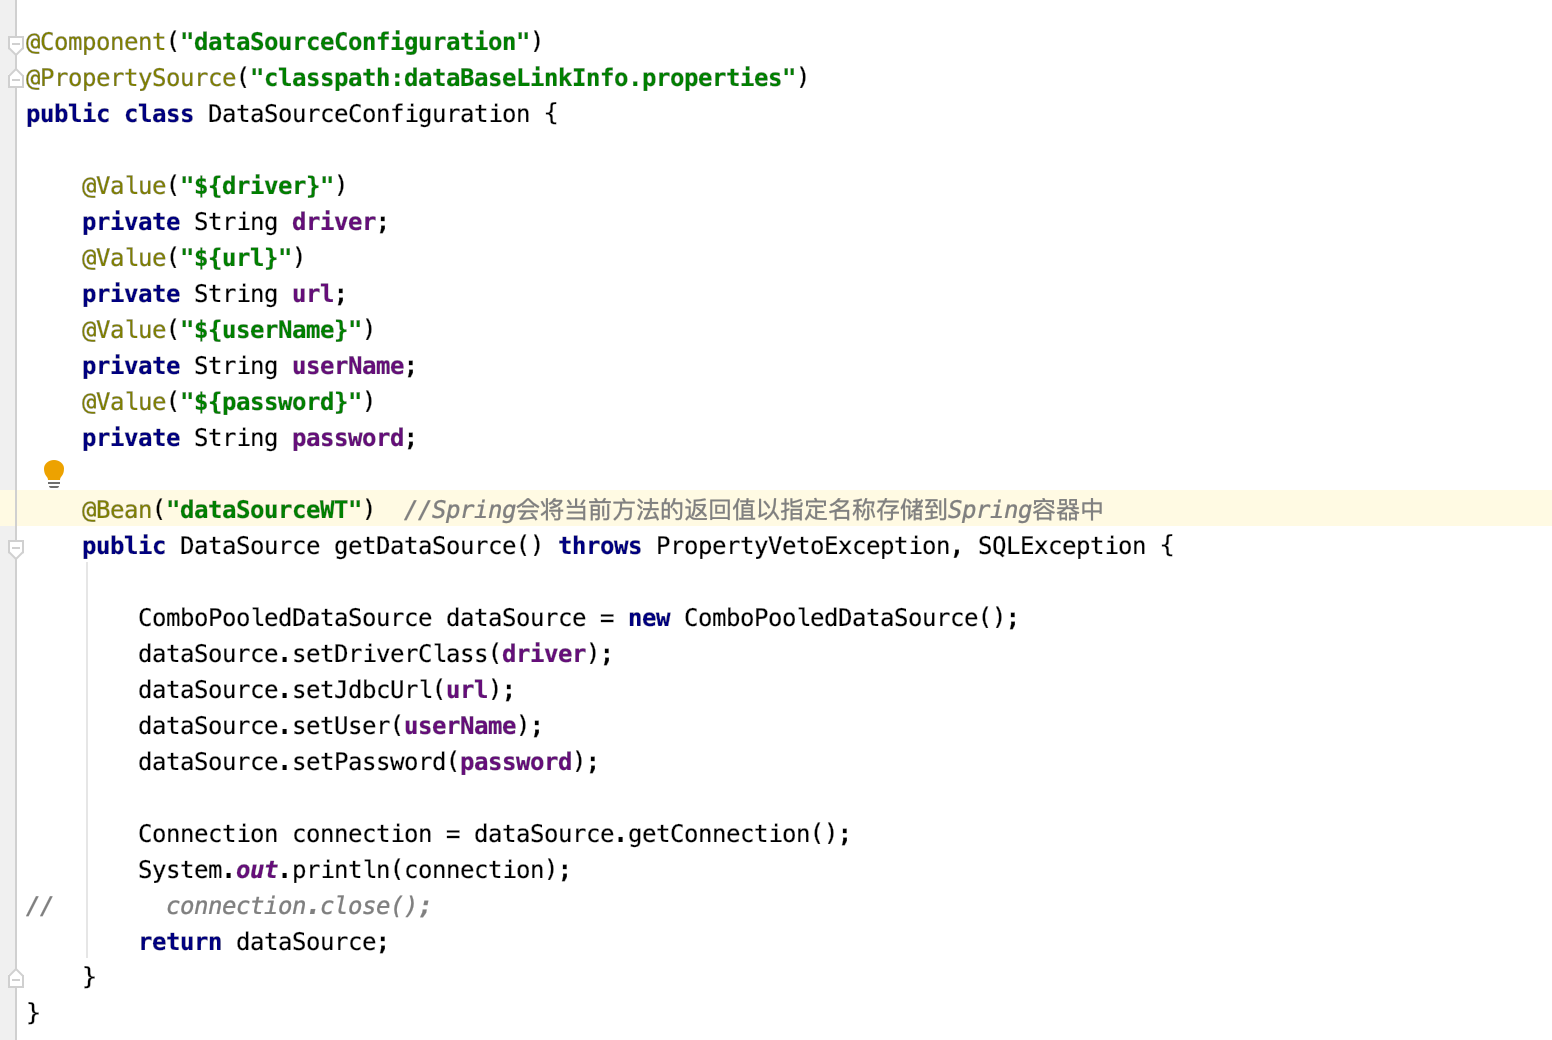 @Component("dataSourceConfiguration")
@PropertySource("classpath:dataBaseLinkInfo.properties")
public class DataSourceConfiguration {
@Value("${driver}")
private String driver;
@Value("${url}")
private String url;
@Value("${userName}")
private String userName;
@Value("${password}")
private String password;
@Bean("dataSourceWT")  //Spring会将当前方法的返回值以指定名称存储到Spring容器中
public DataSource getDataSource() throws PropertyVetoException, SQLException {
ComboPooledDataSource dataSource = new ComboPooledDataSource();
dataSource.setDriverClass(driver);
dataSource.setJdbcUrl(url);
dataSource.setUser(userName);
dataSource.setPassword(password);
Connection connection = dataSource.getConnection();
System.out.println(connection);
//        connection.close();
return dataSource;
}
}